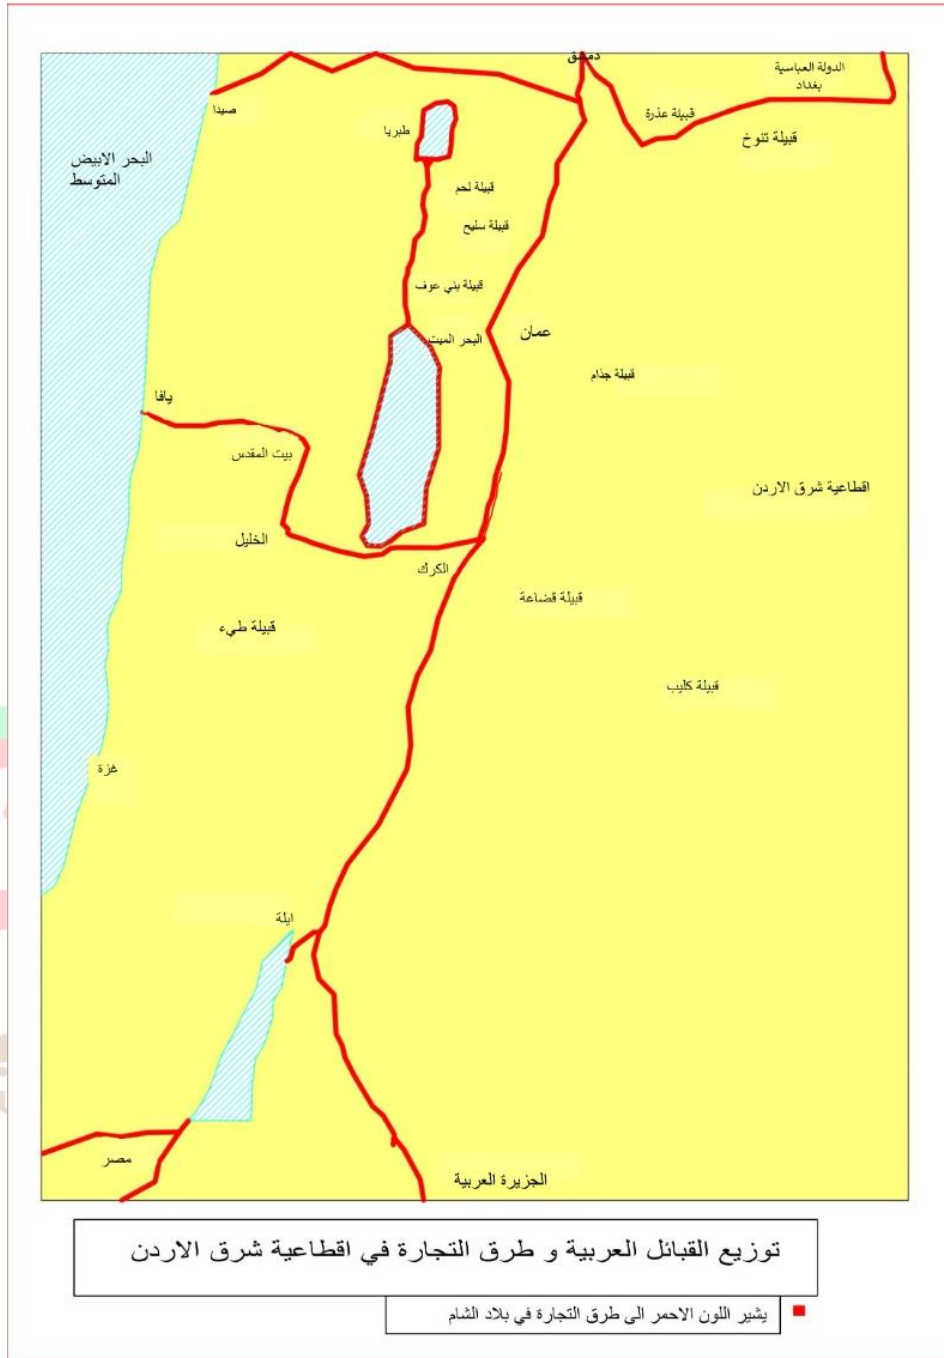 دمشق
الدولة العباسية
بغداد
صيدا
طبريا
قبيلة عذرة
قبيلة تنوخ
البحر الابيض
المتوسط
قبيلة لخم
قبيلة سليح
قبيلة بني عوف
البحر الميت
عمان
قبيلة جذام
يافا
بيت المقدس
اقطاعية شرق الاردن
الخليل
الكرك
قبيلة قضاعة
قبيلة طيء
قبيلة كليب
غزة
ايلة
مصر
الجزيرة العربية
توزيع القبائل العربية و طرق التجارة في اقطاعية شرق الاردن
يشير اللون الاحمر الى طرق التجارة في بلاد الشام